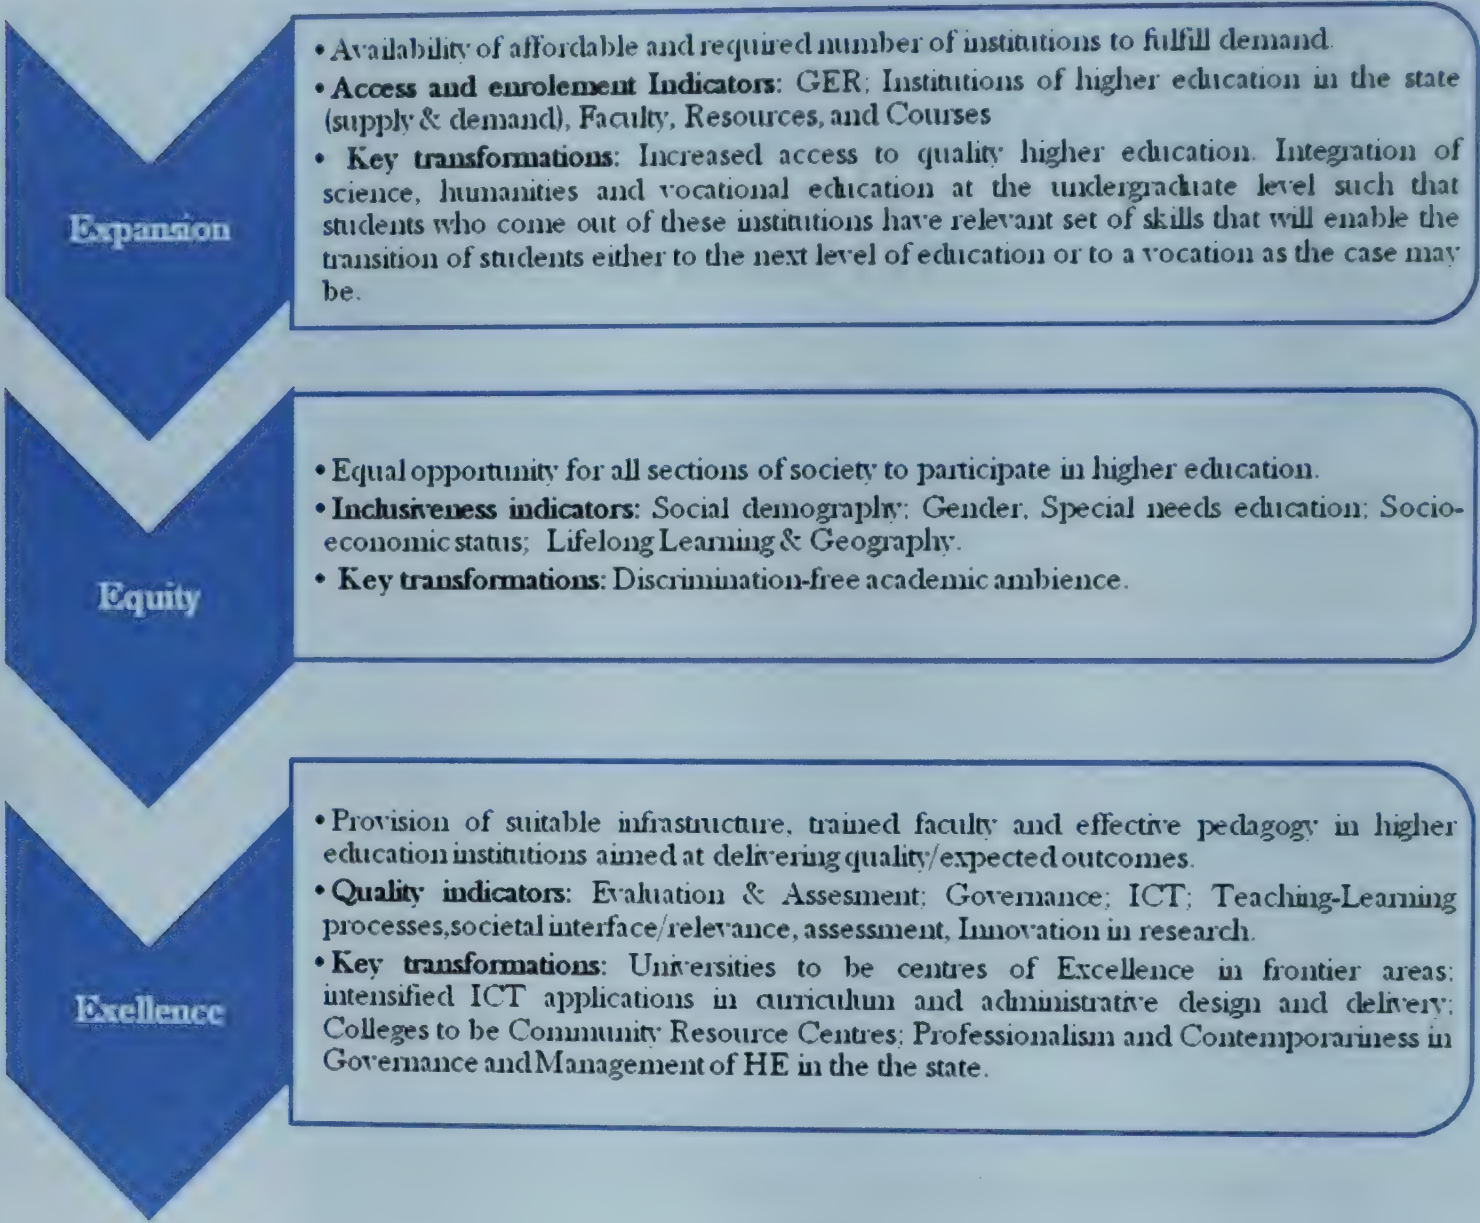 Expansion
• Availability of affordable and required number of institutions to fulfill demand.
• Access and enrolement Indicators: GER; Institutions of higher education in the state
(supply & demand), Faculty, Resources, and Courses
• Key transformations: Increased access to quality higher education. Integration of
science, humanities and vocational education at the undergraduate level such that
students who come out of these institutions have relevant set of skills that will enable the
transition of students either to the next level of education or to a vocation as the case may
be.
Equity
• Equal opportunity for all sections of society to participate in higher education.
• Inclusiveness indicators: Social demography; Gender, Special needs education; Socio-
economic status; Lifelong Learning & Geography.
• Key transformations: Discrimination-free academic ambience.
Exellence
• Provision of suitable infrastructure, trained faculty and effective pedagogy in higher
education institutions aimed at delivering quality/expected outcomes.
• Quality indicators: Evaluation & Assesment; Governance; ICT; Teaching-Learning
processes,societal interface/relevance, assessment, Innovation in research.
• Key transformations: Universities to be centres of Excellence in frontier areas;
intensified ICT applications in curriculum and administrative design and delivery;
Colleges to be Community Resource Centres; Professionalism and Contemporariness in
Governance and Management of HE in the the state.